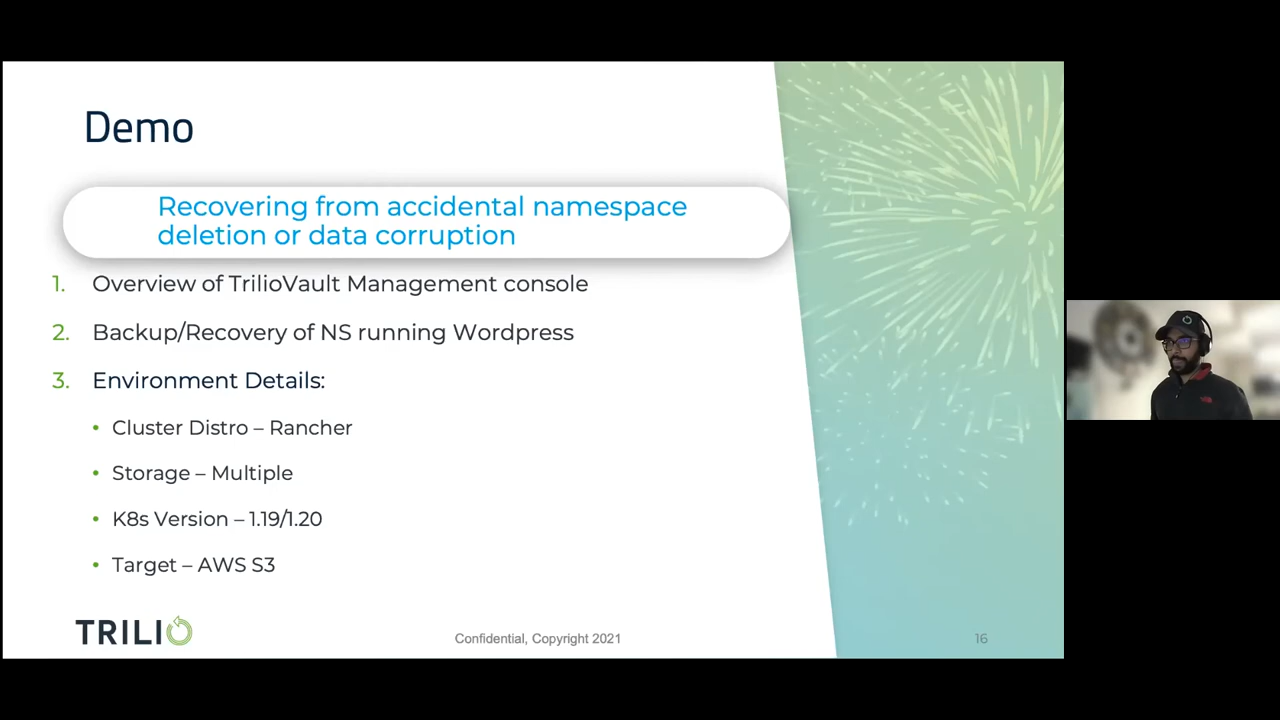 Demo
Recovering from accidental namespace
deletion or data corruption
1. Overview of TrilioVault Management console
2. Backup/Recovery of NS running Wordpress
3. Environment Details:
• Cluster Distro – Rancher
• Storage – Multiple
• K8s Version – 1.19/1.20
• Target – AWS S3
TRILIO
Confidential, Copyright 2021
16